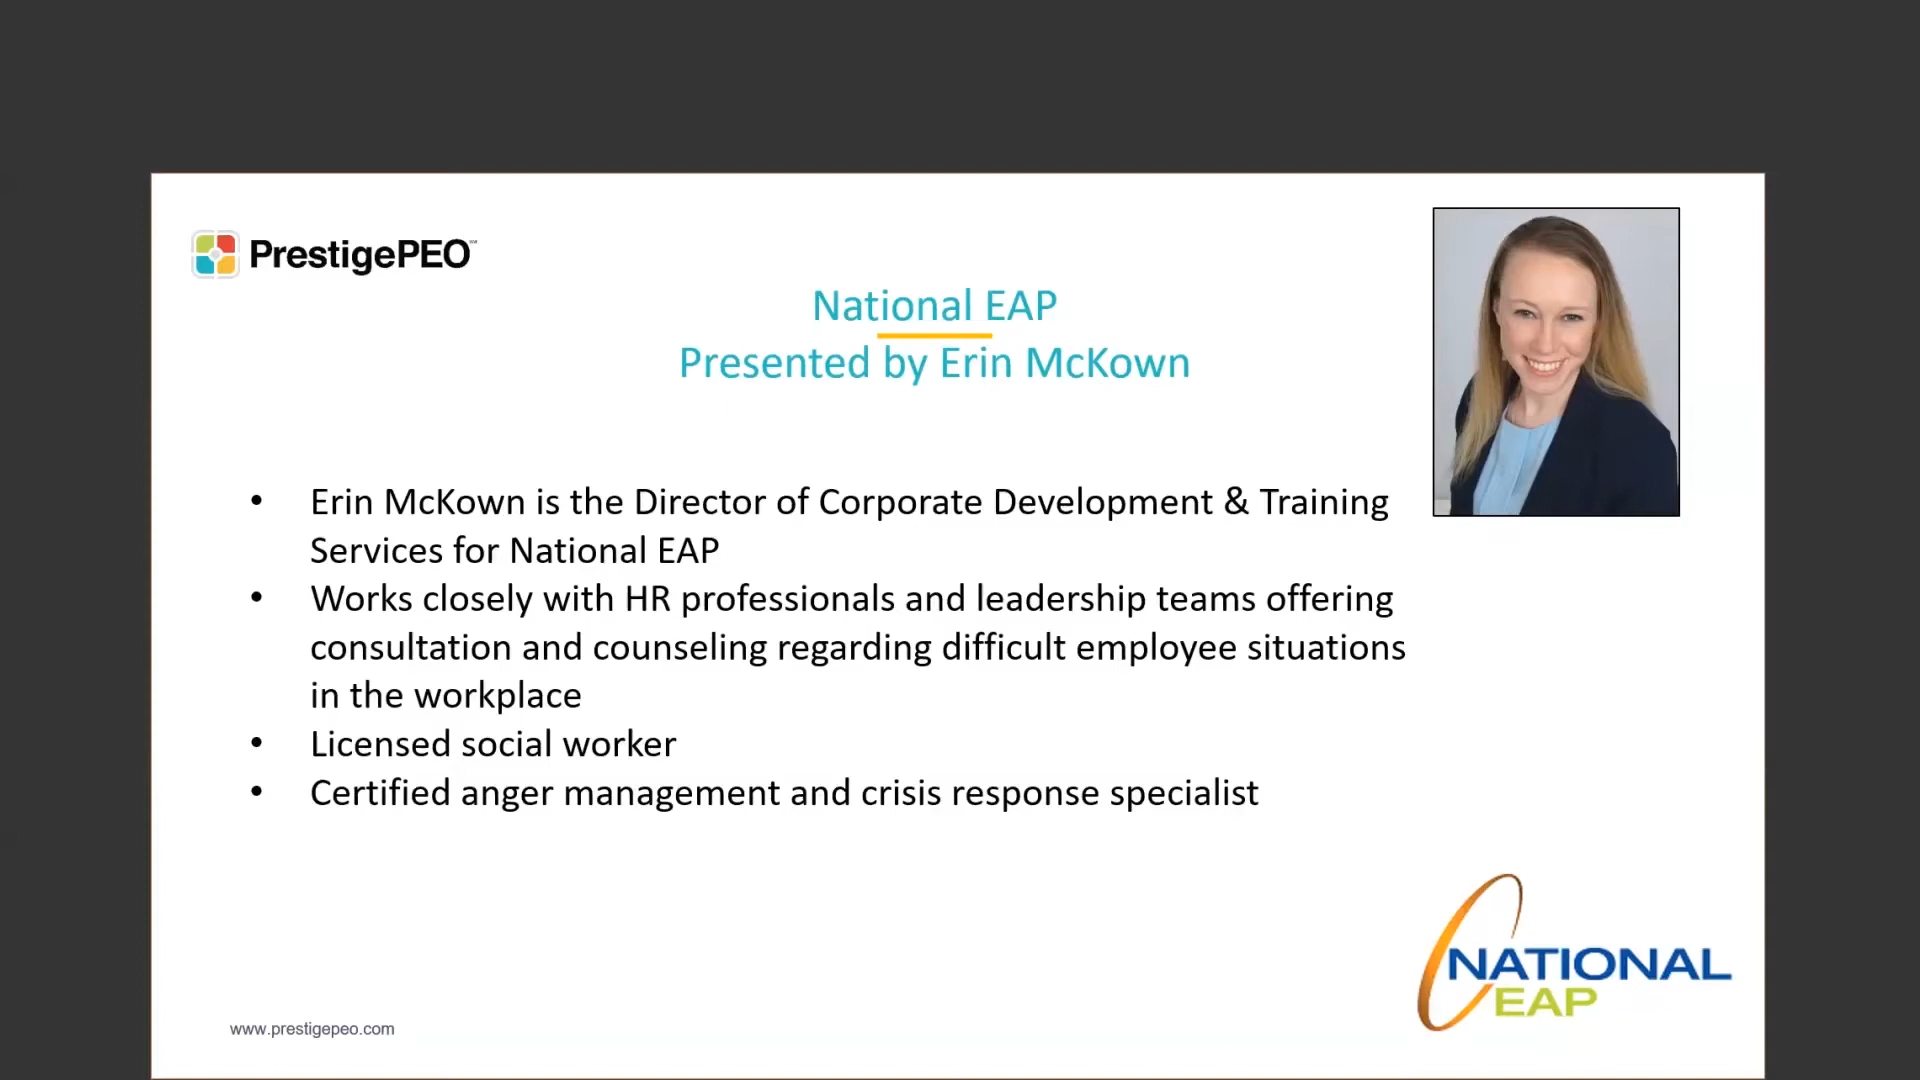 PrestigePEO™
National EAP
Presented by Erin McKown
• Erin McKown is the Director of Corporate Development & Training
Services for National EAP
• Works closely with HR professionals and leadership teams offering
consultation and counseling regarding difficult employee situations
in the workplace
• Licensed social worker
• Certified anger management and crisis response specialist
NATIONAL
EAP
www.prestigepeo.com